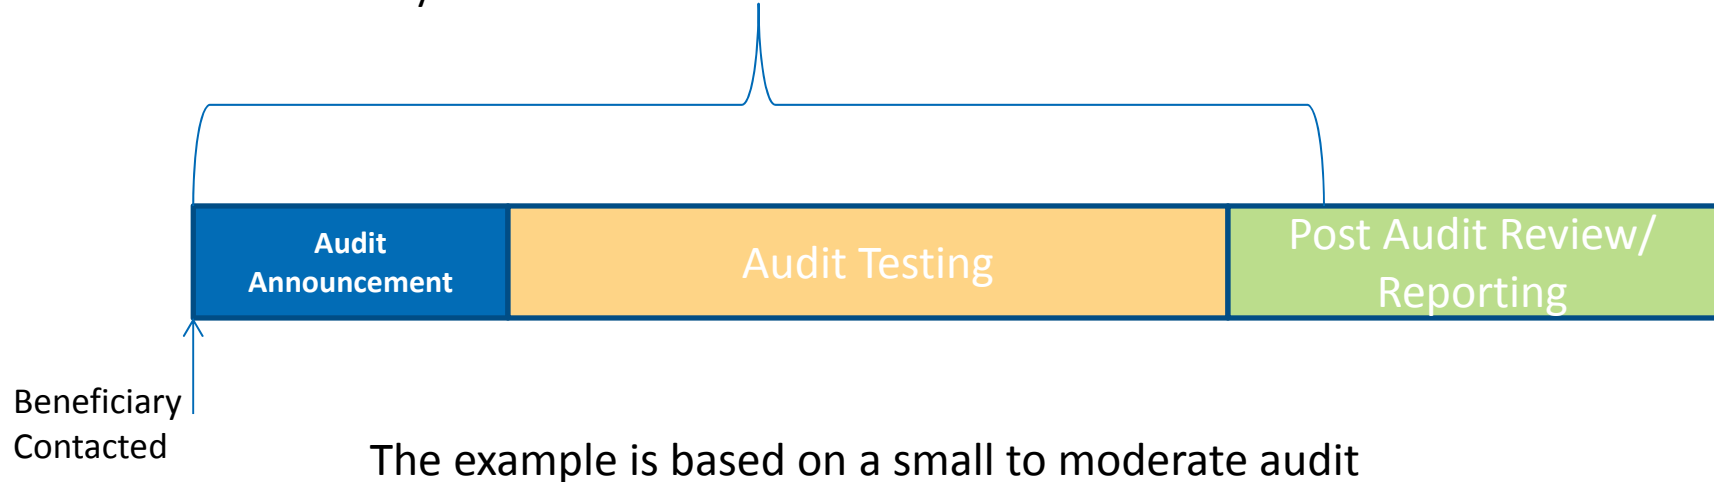 Audit
Announcement
Audit Testing
Post Audit Review/
Reporting
Beneficiary
Contacted
The example is based on a small to moderate audit